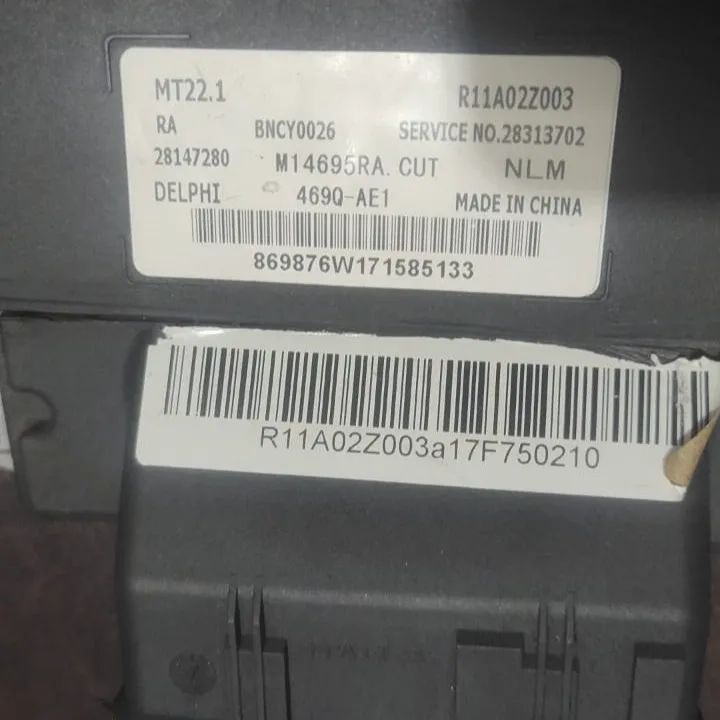 MT22.1 R11A02Z003
RA BNCY0026 SERVICE NO.28313702
28147280 M14695RA.CUT NLM
DELPHI 469Q-AE1 MADE IN CHINA
869876W171585133
R11A02Z003a17F750210